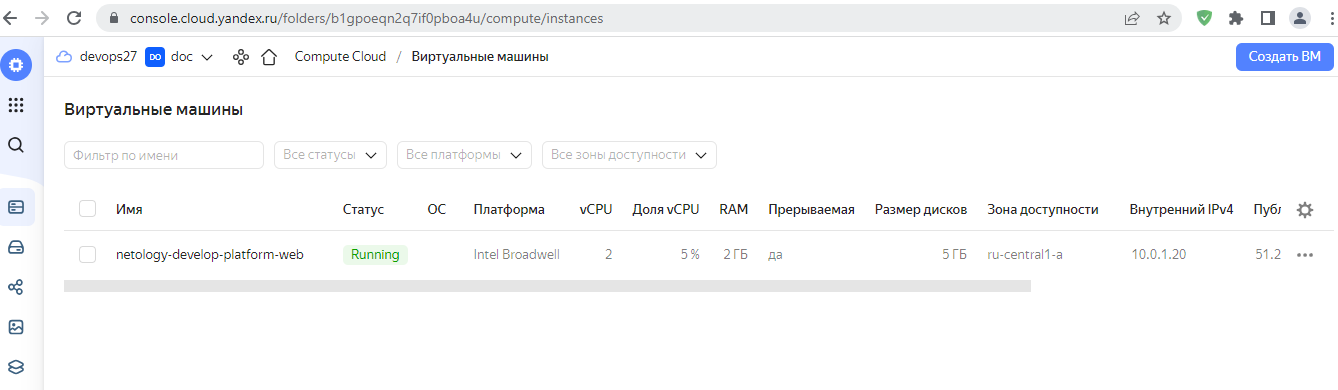 console.cloud.yandex.ru/folders/b1gpoeqn2q7if0pboa4u/compute/instances
devops27 DO doc Compute Cloud / Виртуальные машины Создать ВМ
Виртуальные машины
Фильтр по имени Все статусы Все платформы Все зоны доступности
Имя Статус ОС Платформа vCPU Доля vCPU RAM Прерываемая Размер дисков Зона доступности Внутренний IPv4 Публ
netology-develop-platform-web Running Intel Broadwell 2 5 % 2 ГБ да 5 ГБ ru-central1-a 10.0.1.20 51.2